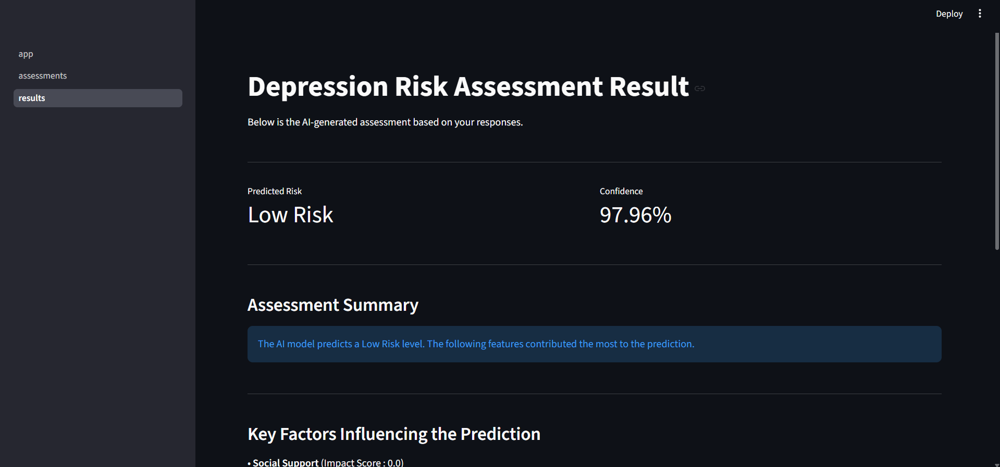 Deploy
app
assessments
results
Depression Risk Assessment Result
Below is the AI-generated assessment based on your responses.
Predicted Risk
Low Risk
Confidence
97.96%
Assessment Summary
The AI model predicts a Low Risk level. The following features contributed the most to the prediction.
Key Factors Influencing the Prediction
• Social Support (Impact Score : 0.0)